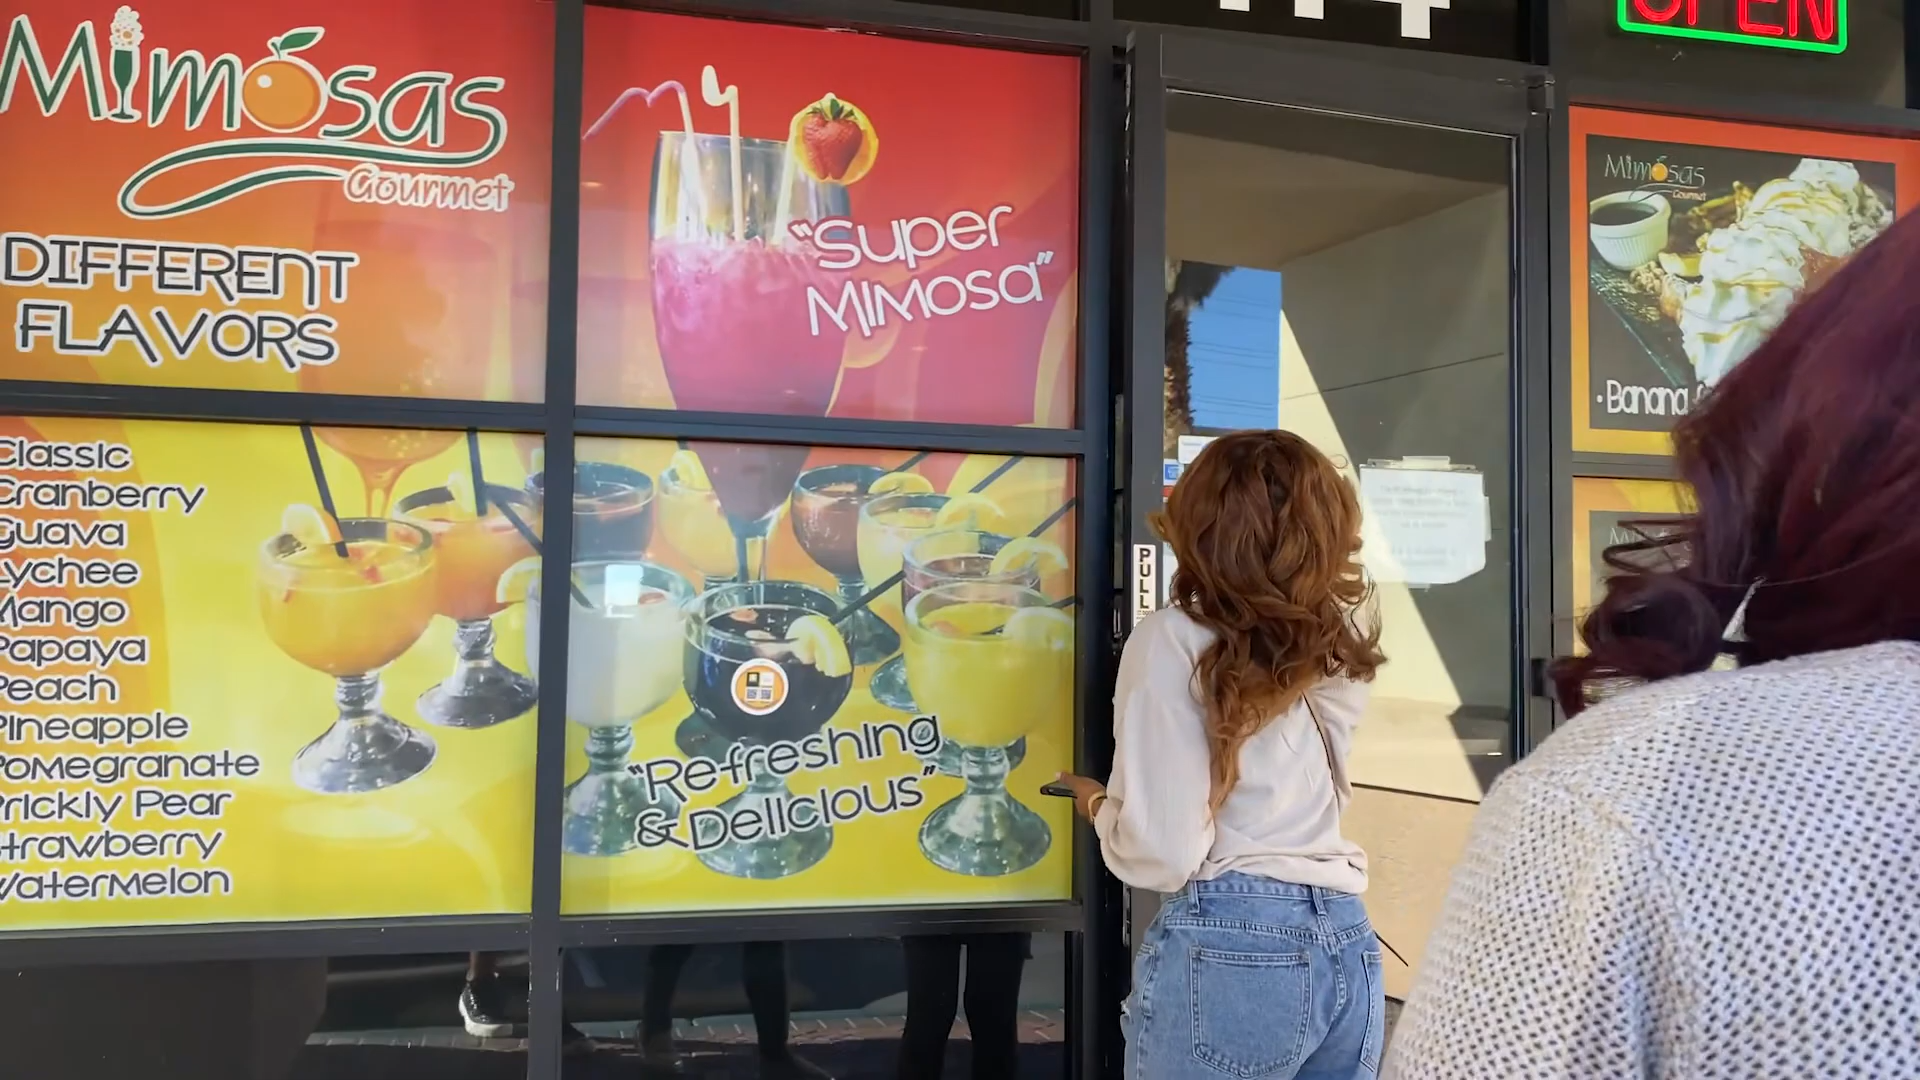 Mimosas
Gourmet
DIFFERENT
FLAVORS
Classic
Cranberry
Guava
Lychee
Mango
Papaya
Peach
Pineapple
Pomegranate
Prickly Pear
Strawberry
Watermelon
"Super
Mimosa"
"Refreshing
& Delicious"
PULL
OPEN
Mimosas
Gourmet
• Banana